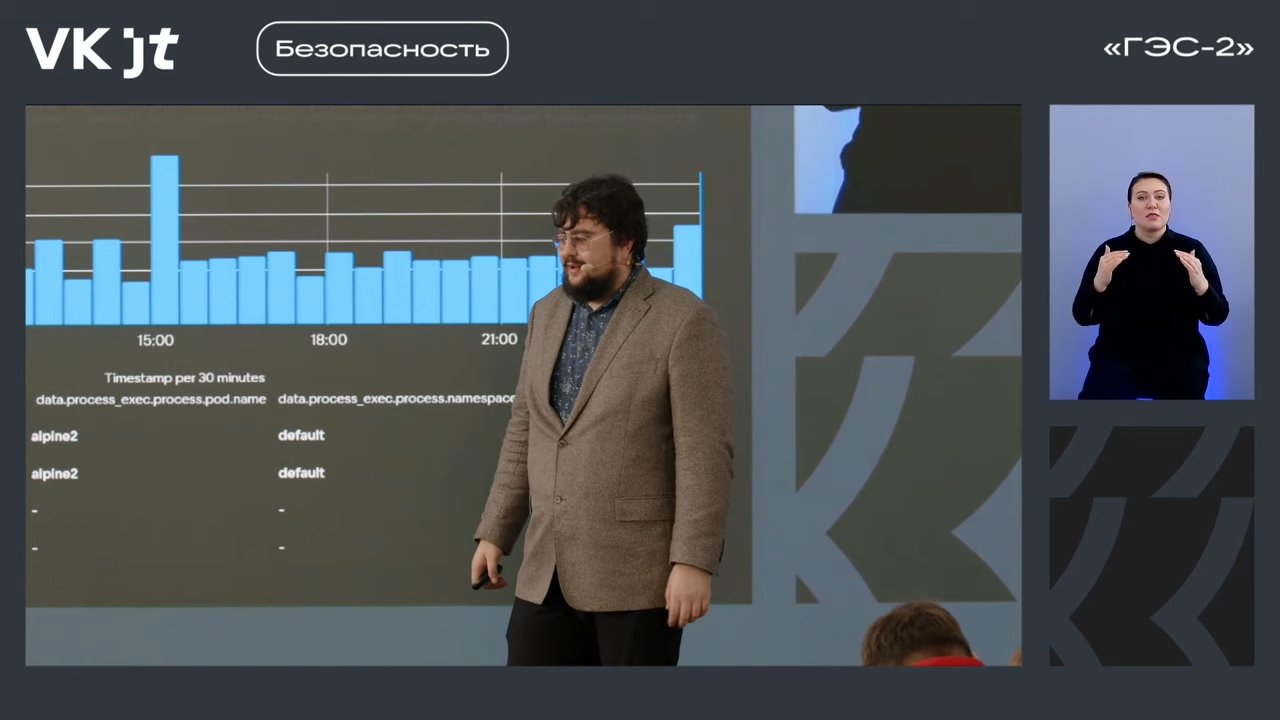 VK jt
Безопасность
«ГЭС-2»
15:00
18:00
21:00
Timestamp per 30 minutes
data.process_exec.process.pod.name
data.process_exec.process.namespace
alpine2
default
alpine2
default
-
-
-
-